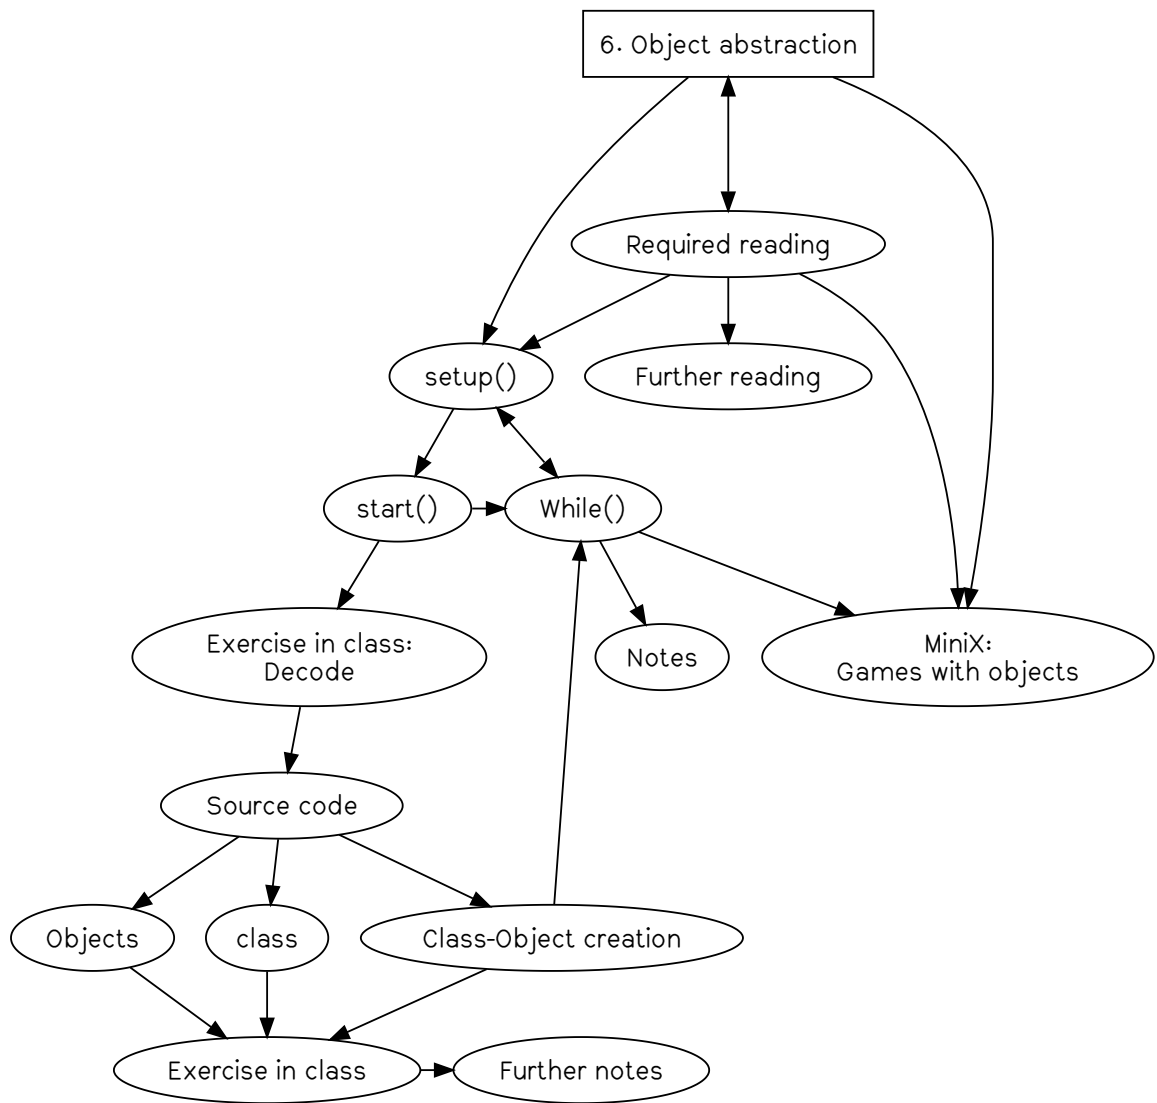 6. Object abstraction
Required reading
setup()
Further reading
start()
While()
Exercise in class:
Decode
Notes
MiniX:
Games with objects
Source code
Objects
class
Class-Object creation
Exercise in class
Further notes